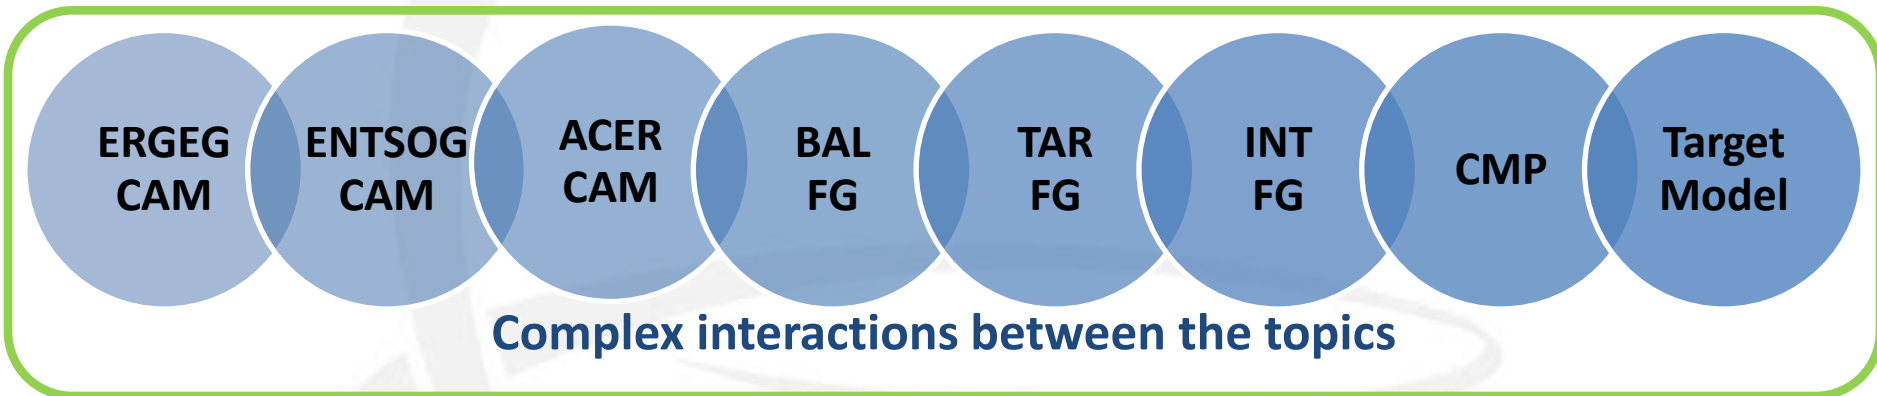 ERGEG
CAM
ENTSOG
CAM
ACER
CAM
BAL
FG
TAR
FG
INT
FG
CMP
Target
Model
Complex interactions between the topics